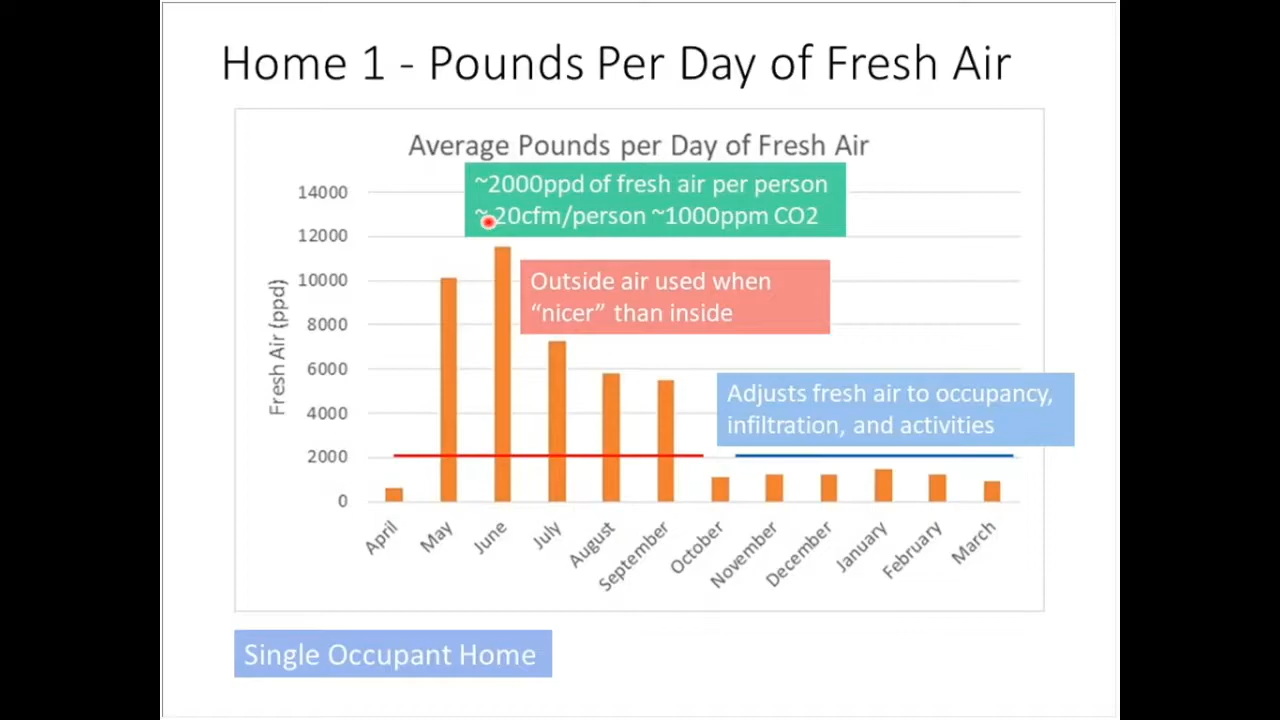 Home 1 - Pounds Per Day of Fresh Air
Average Pounds per Day of Fresh Air
~2000ppd of fresh air per person
~ 20cfm/person ~1000ppm CO2
Outside air used when
“nicer” than inside
Adjusts fresh air to occupancy,
infiltration, and activities
Fresh Air (ppd)
14000
12000
10000
8000
6000
4000
2000
0
April
May
June
July
August
September
October
November
December
January
February
March
Single Occupant Home